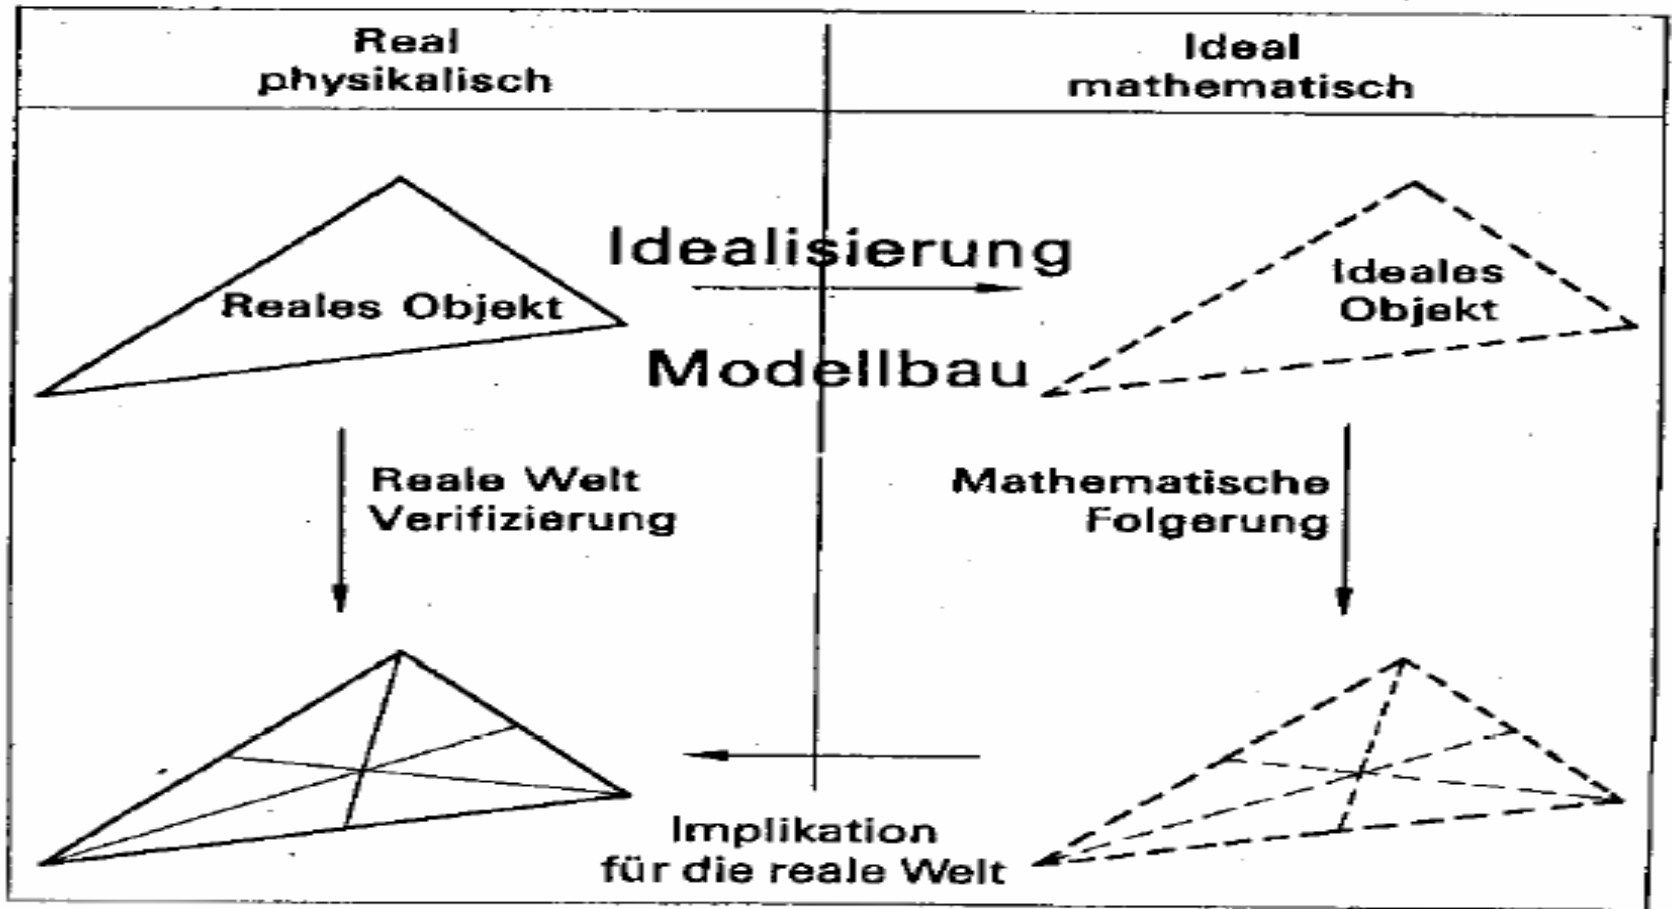 Real
physikalisch
Ideal
mathematisch
Idealisierung
Modellbau
Reales Objekt
Ideales
Objekt
Reale Welt
Verifizierung
Mathematische
Folgerung
Implikation
für die reale Welt